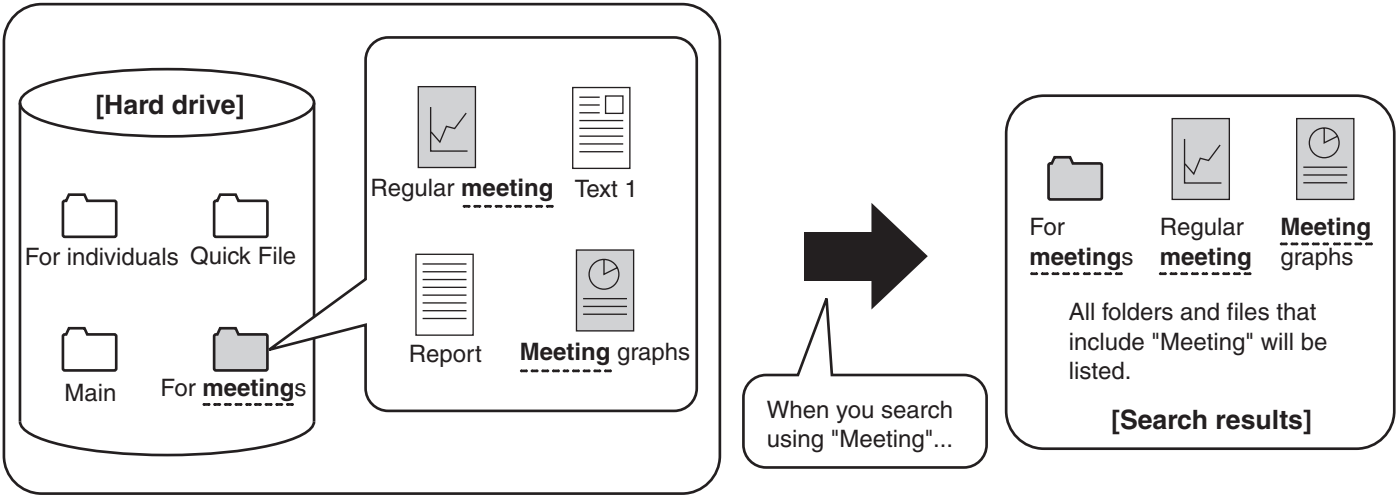 [Hard drive]
For individuals
Quick File
Main
For meetings
Regular meeting
Text 1
Report
Meeting graphs
When you search
using "Meeting"...
For
meetings
Regular
meeting
Meeting
graphs
All folders and files that
include "Meeting" will be
listed.
[Search results]